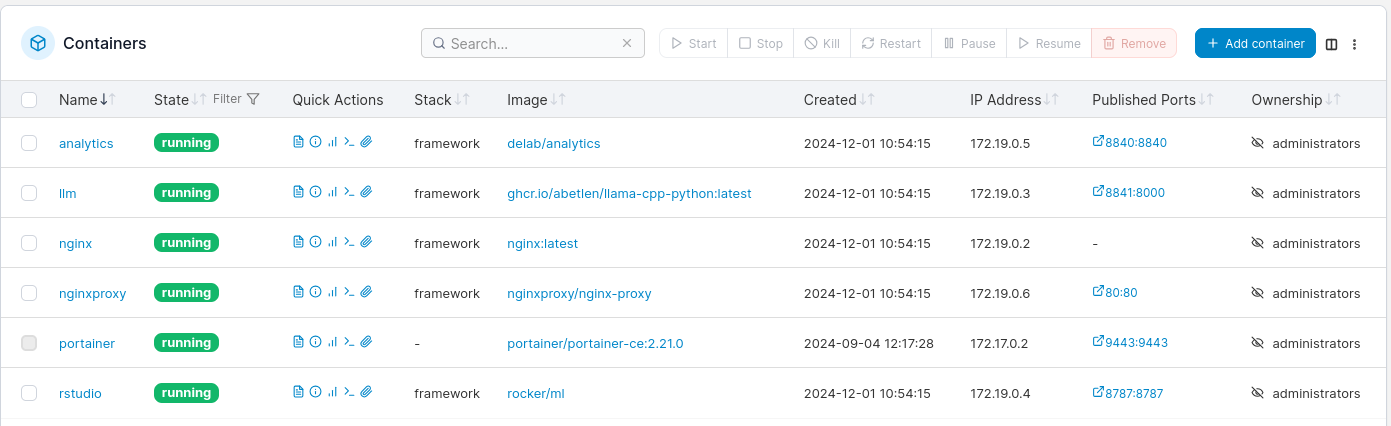 Containers Search... Start Stop Kill Restart Pause Resume Remove Add container
Name State Filter Quick Actions Stack Image Created IP Address Published Ports Ownership
analytics running framework delab/analytics 2024-12-01 10:54:15 172.19.0.5 8840:8840 administrators
llm running framework ghcr.io/abetlen/llama-cpp-python:latest 2024-12-01 10:54:15 172.19.0.3 8841:8000 administrators
nginx running framework nginx:latest 2024-12-01 10:54:15 172.19.0.2 - administrators
nginxproxy running framework nginxproxy/nginx-proxy 2024-12-01 10:54:15 172.19.0.6 80:80 administrators
portainer running - portainer/portainer-ce:2.21.0 2024-09-04 12:17:28 172.17.0.2 9443:9443 administrators
rstudio running framework rocker/ml 2024-12-01 10:54:15 172.19.0.4 8787:8787 administrators